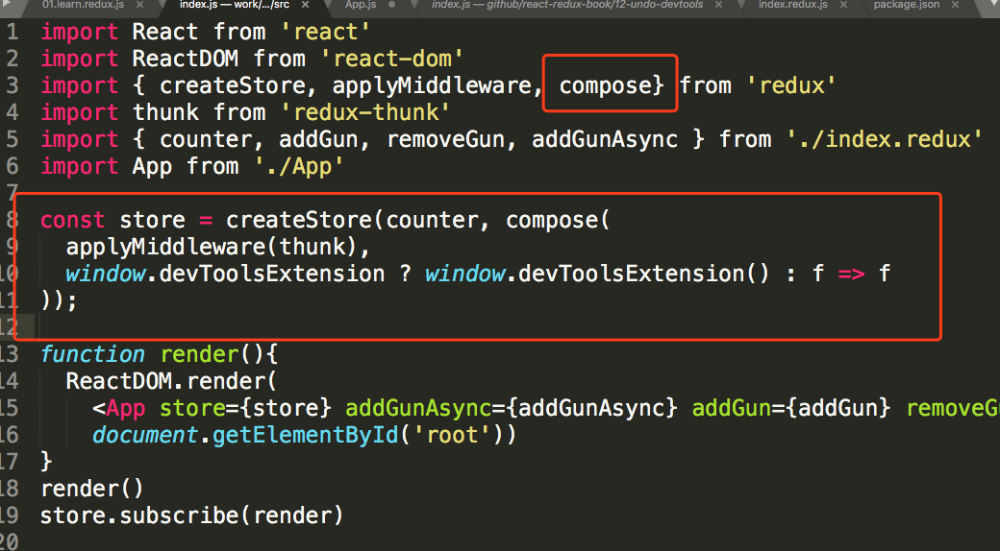 01.learn.redux.js × index.js — work/.../src × App.js index.js — github/react-redux-book/12-undo-devtools × index.redux.js × package.json ×
1 import React from 'react'
2 import ReactDOM from 'react-dom'
3 import { createStore, applyMiddleware, compose} from 'redux'
4 import thunk from 'redux-thunk'
5 import { counter, addGun, removeGun, addGunAsync } from './index.redux'
6 import App from './App'
7
8 const store = createStore(counter, compose(
9 applyMiddleware(thunk),
10 window.devToolsExtension ? window.devToolsExtension() : f => f
11 ));
12
13 function render(){
14 ReactDOM.render(
15 <App store={store} addGunAsync={addGunAsync} addGun={addGun} removeGu
16 document.getElementById('root'))
17 }
18 render()
19 store.subscribe(render)
20